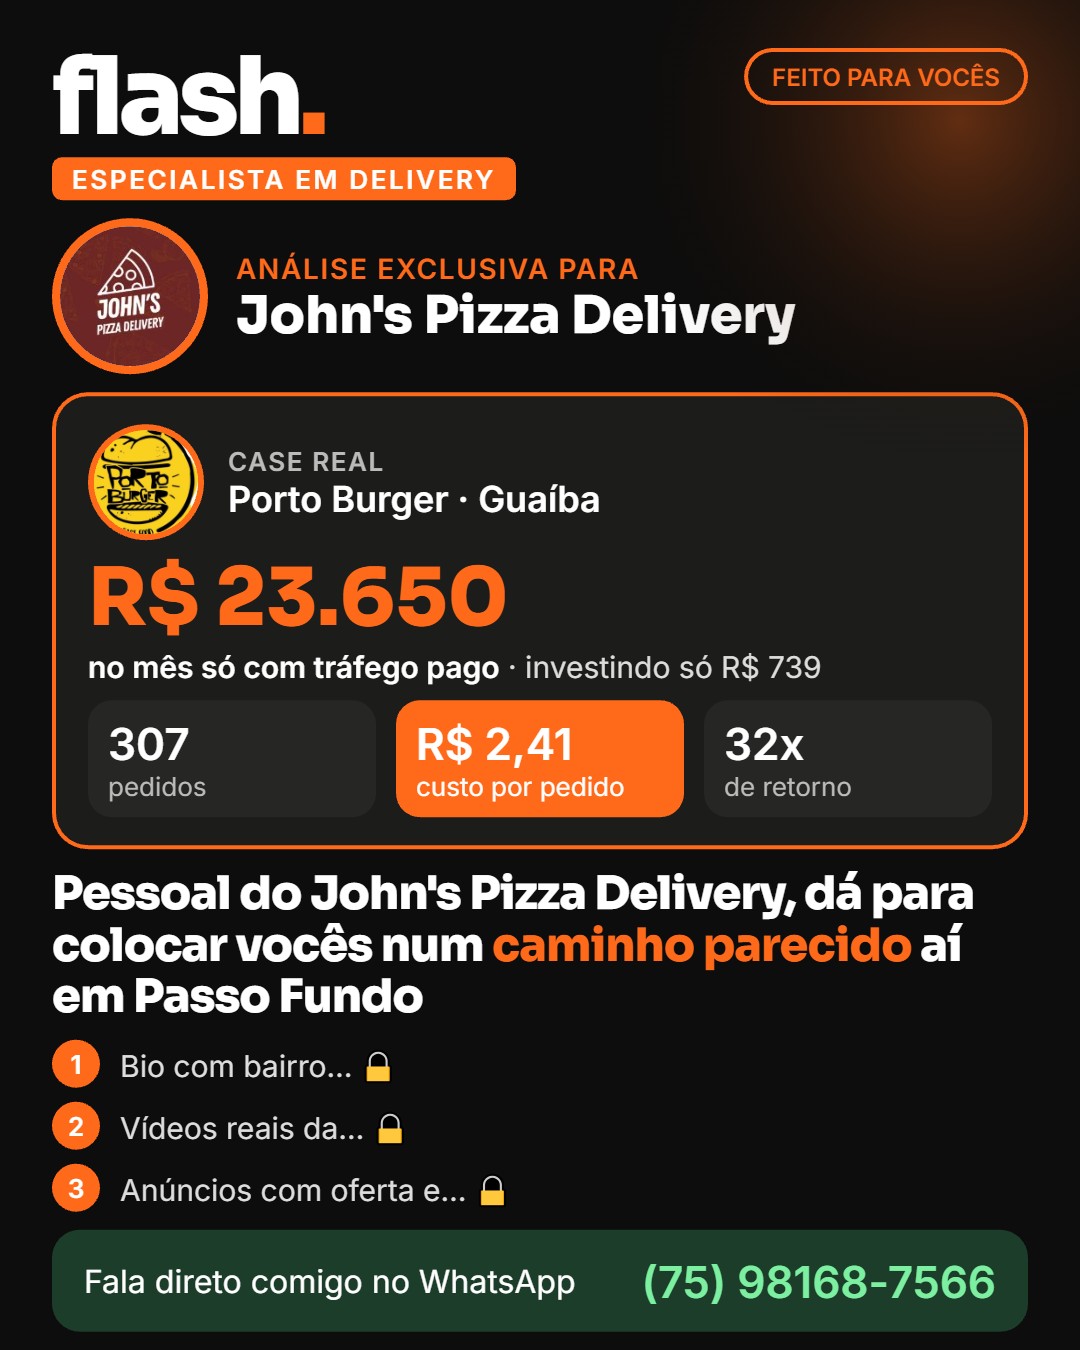 flash.
FEITO PARA VOCÊS
ESPECIALISTA EM DELIVERY
JOHN'S
PIZZA DELIVERY
ANÁLISE EXCLUSIVA PARA
John's Pizza Delivery
PORTO
BURGER
CASE REAL
Porto Burger · Guaíba
R$ 23.650
no mês só com tráfego pago · investindo só R$ 739
307
pedidos
R$ 2,41
custo por pedido
32x
de retorno
Pessoal do John's Pizza Delivery, dá para
colocar vocês num caminho parecido aí
em Passo Fundo
1 Bio com bairro... 🔒
2 Vídeos reais da... 🔒
3 Anúncios com oferta e... 🔒
Fala direto comigo no WhatsApp (75) 98168-7566